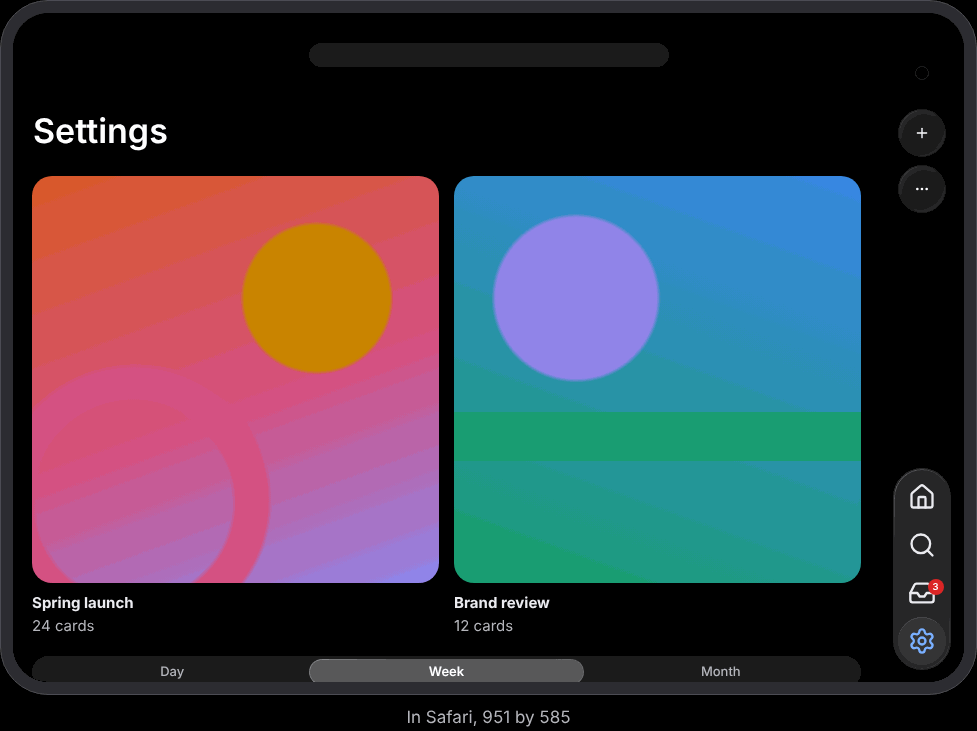 Settings
3
Spring launch
24 cards
Brand review
12 cards
Day
Week
Month
In Safari, 951 by 585